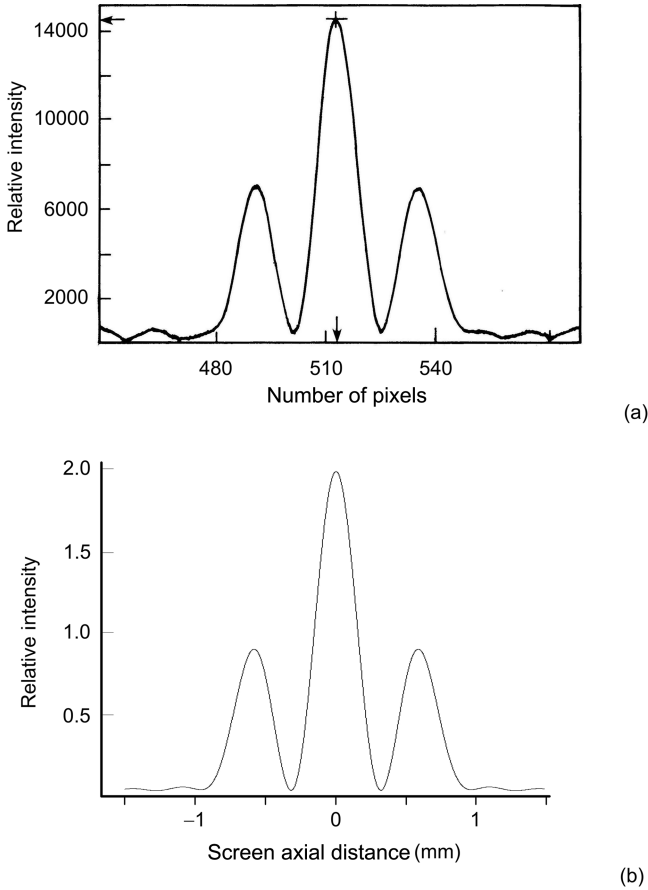 14000
10000
6000
2000
Relative intensity
480 510 540
Number of pixels
(a)
2.0
1.5
1.0
0.5
Relative intensity
–1 0 1
Screen axial distance (mm)
(b)